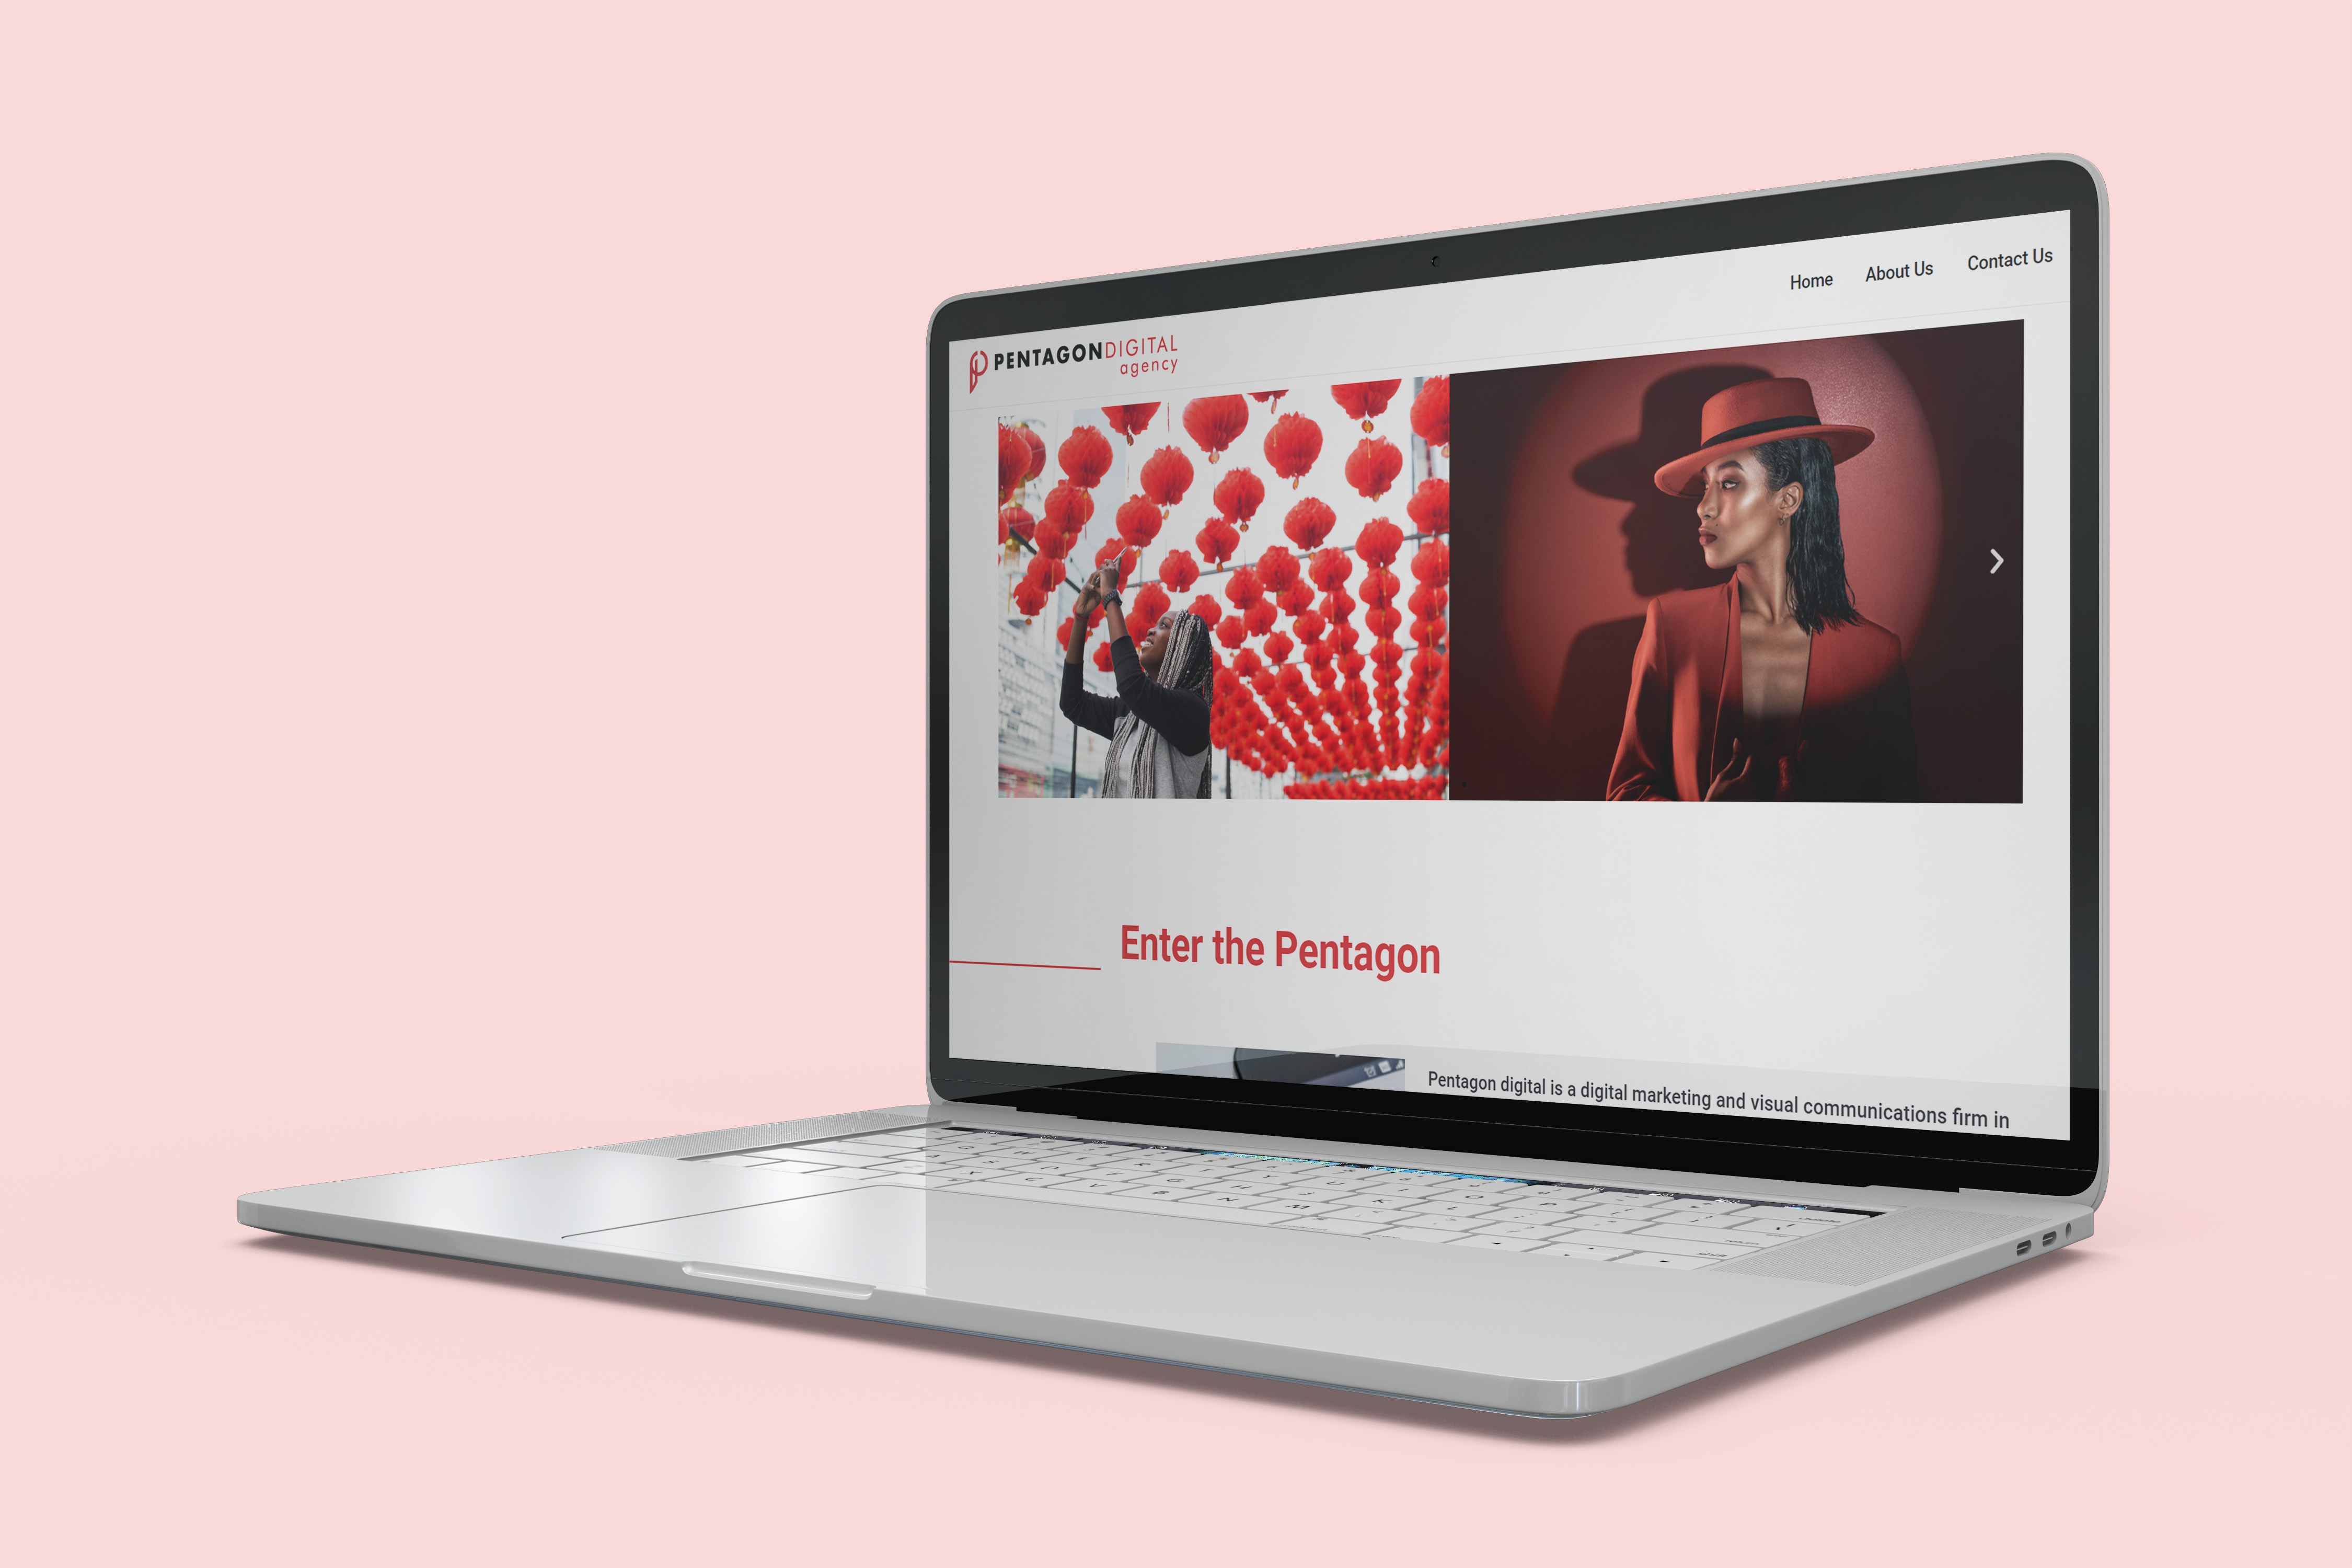 Home About Us Contact Us
PENTAGONDIGITAL
agency
Enter the Pentagon
Pentagon digital is a digital marketing and visual communications firm in